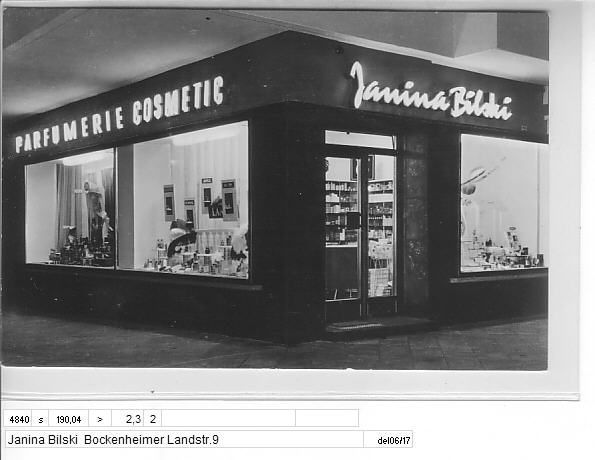 PARFUMERIE COSMETIC
Janina Bilski
4840 s 190,04 > 2,3 2
Janina Bilski Bockenheimer Landstr.9 del06/17